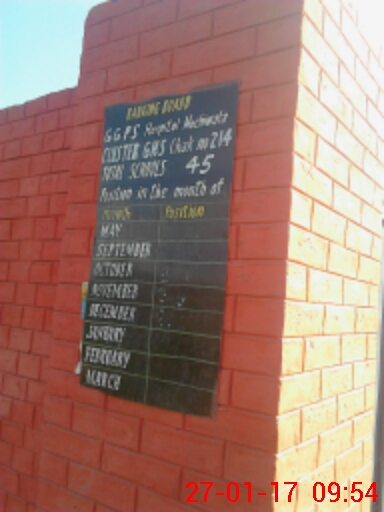 RANKING BOARD
G.G.P.S Hospital
CLUSTER GHS Chak no 214
TOTAL SCHOOLS 45
Position in the month of
Month Position
MAY
SEPTEMBER
OCTOBER
NOVEMBER
DECEMBER
JANUARY
FEBRUARY
MARCH
27-01-17 09:54